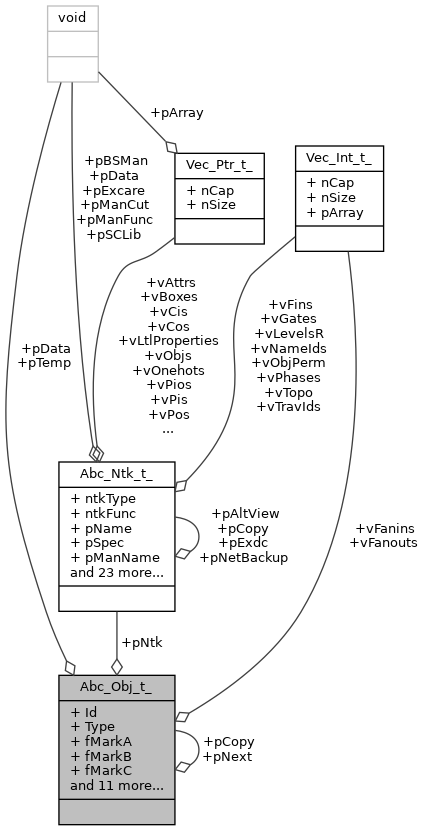 void
+pArray
Vec_Ptr_t_
+ nCap
+ nSize
Vec_Int_t_
+ nCap
+ nSize
+ pArray
+pBSMan
+pData
+pExcare
+pManCut
+pManFunc
+pSCLib
+vAttrs
+vBoxes
+vCis
+vCos
+vLtlProperties
+vObjs
+vOnehots
+vPios
+vPis
+vPos
...
+vFins
+vGates
+vLevelsR
+vNameIds
+vObjPerm
+vPhases
+vTopo
+vTravIds
+pData
+pTemp
Abc_Ntk_t_
+ ntkType
+ ntkFunc
+ pName
+ pSpec
+ pManName
and 23 more...
+pAltView
+pCopy
+pExdc
+pNetBackup
+vFanins
+vFanouts
+pNtk
Abc_Obj_t_
+ Id
+ Type
+ fMarkA
+ fMarkB
+ fMarkC
and 11 more...
+pCopy
+pNext